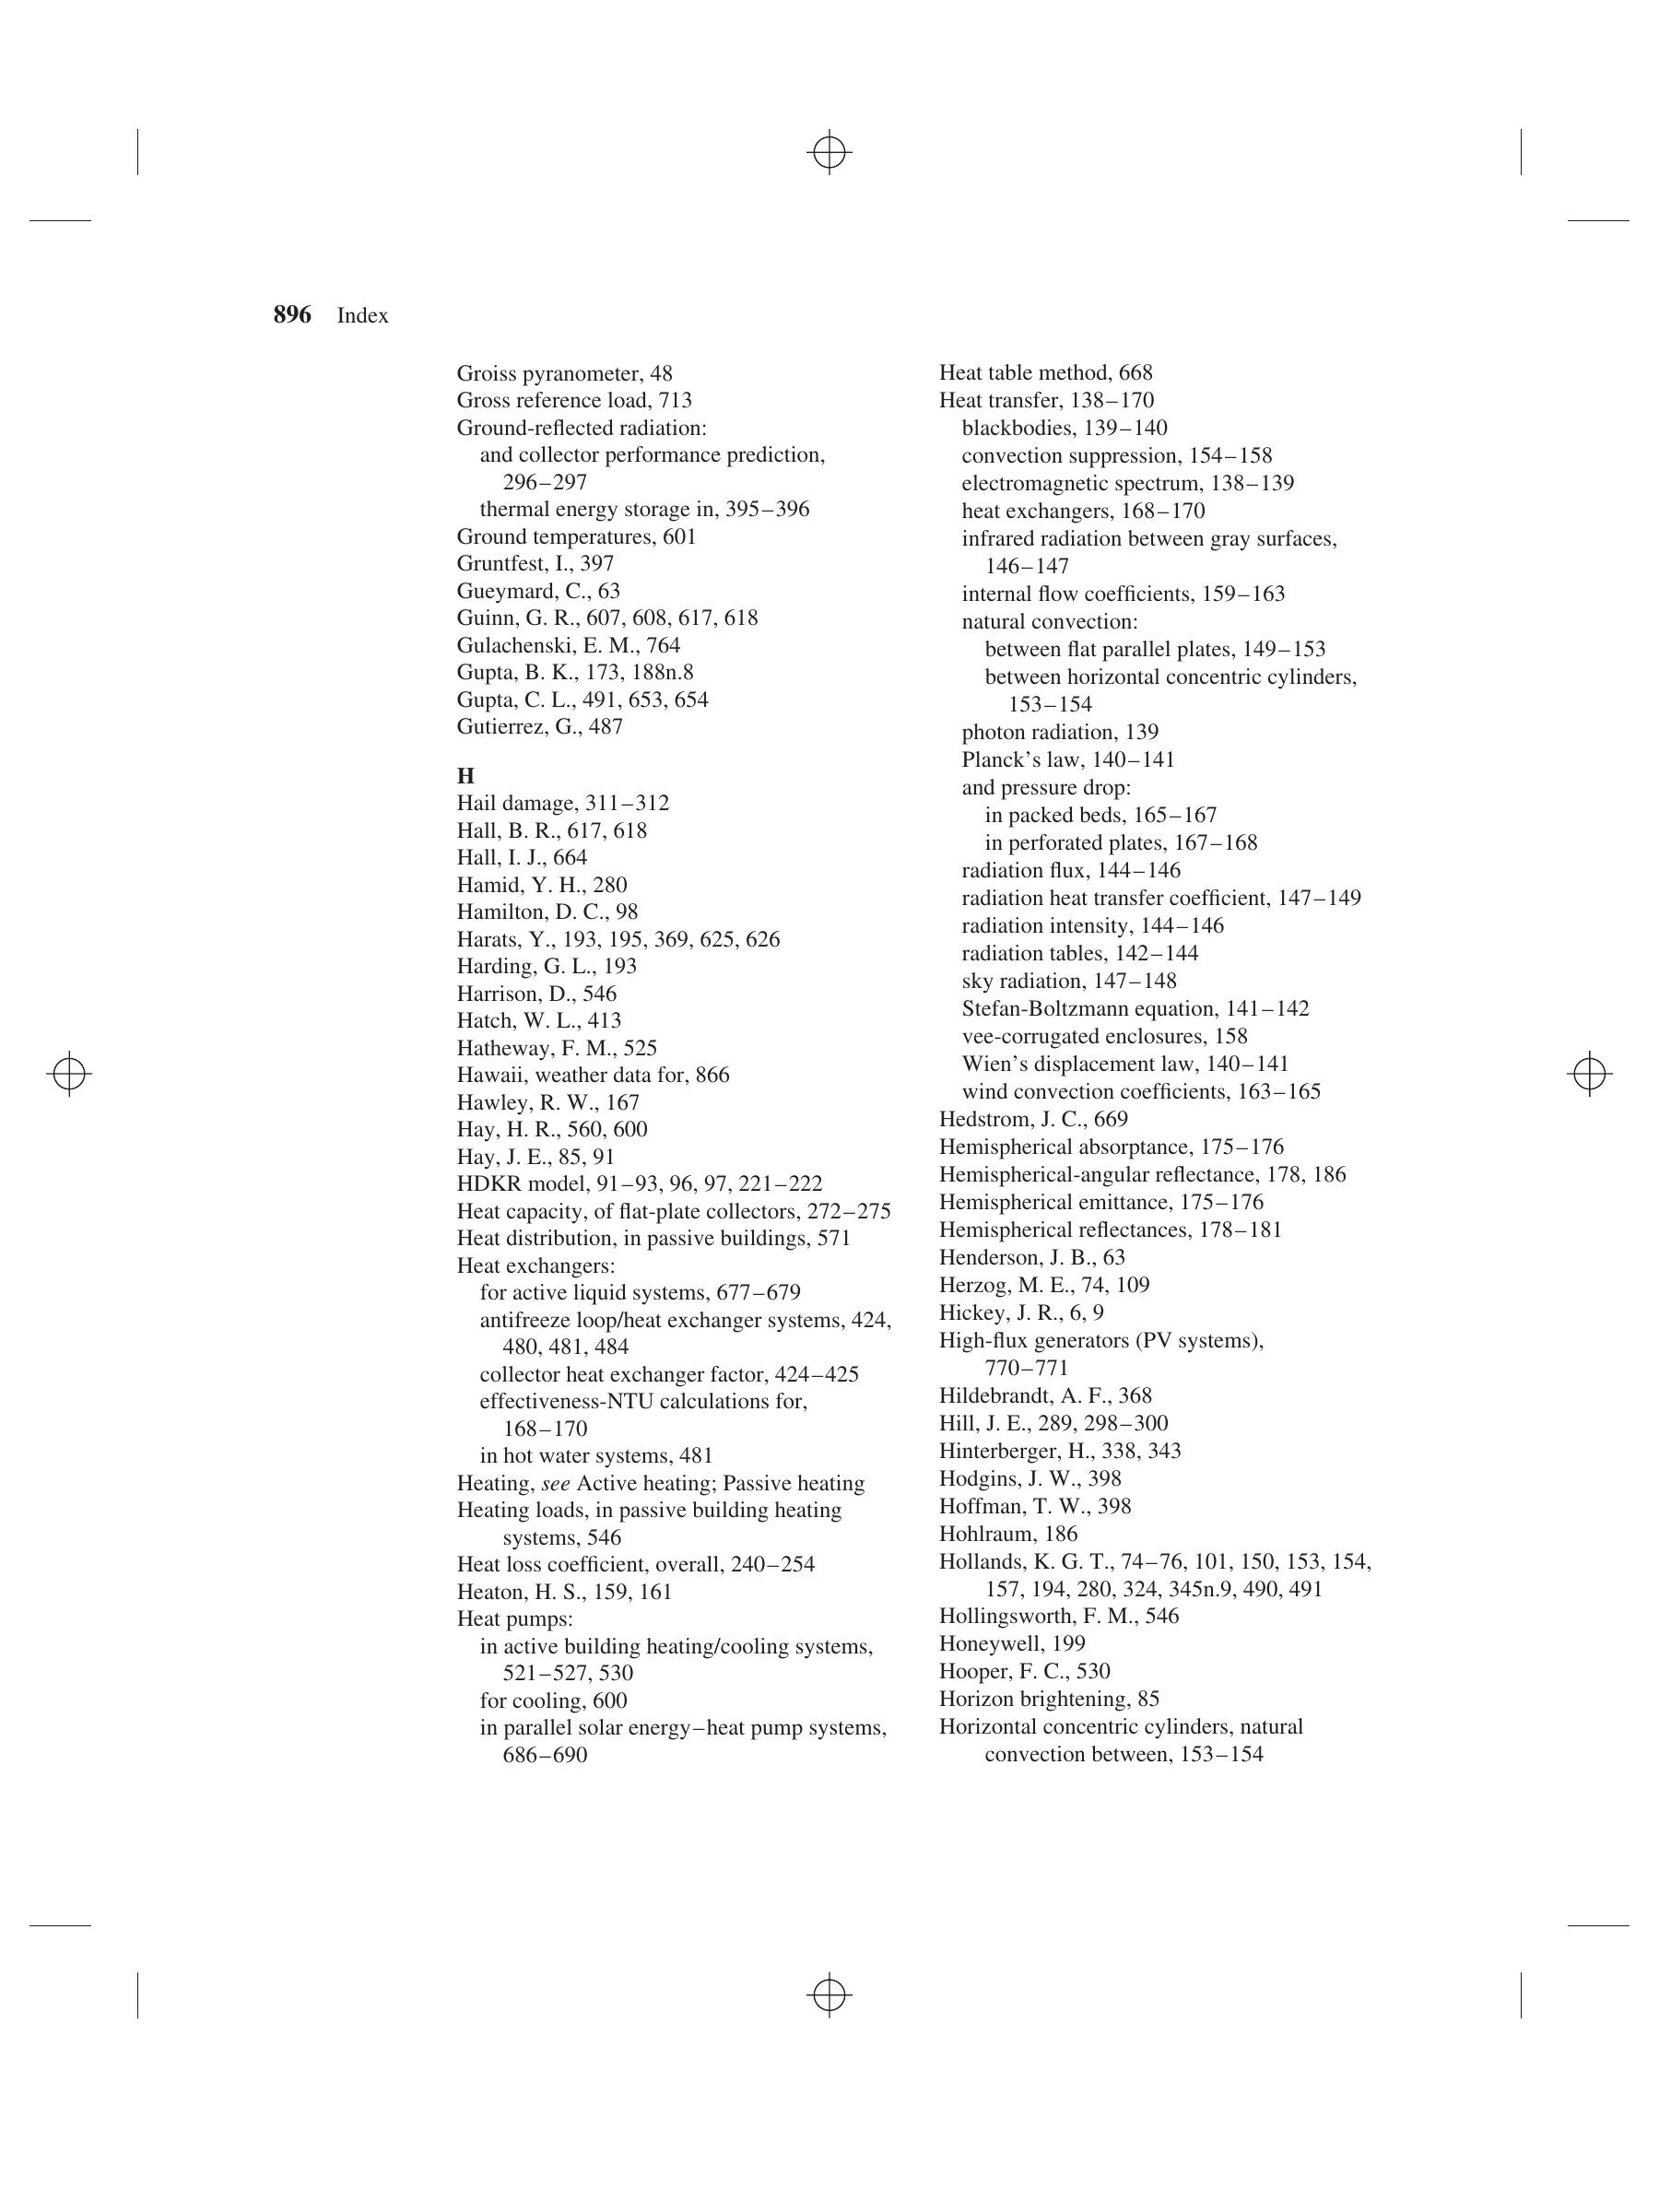 896 Index
Groiss pyranometer, 48
Gross reference load, 713
Ground-reflected radiation:
and collector performance prediction,
296–297
thermal energy storage in, 395–396
Ground temperatures, 601
Gruntfest, I., 397
Gueymard, C., 63
Guinn, G. R., 607, 608, 617, 618
Gulachenski, E. M., 764
Gupta, B. K., 173, 188n.8
Gupta, C. L., 491, 653, 654
Gutierrez, G., 487
H
Hail damage, 311–312
Hall, B. R., 617, 618
Hall, I. J., 664
Hamid, Y. H., 280
Hamilton, D. C., 98
Harats, Y., 193, 195, 369, 625, 626
Harding, G. L., 193
Harrison, D., 546
Hatch, W. L., 413
Hatheway, F. M., 525
Hawaii, weather data for, 866
Hawley, R. W., 167
Hay, H. R., 560, 600
Hay, J. E., 85, 91
HDKR model, 91–93, 96, 97, 221–222
Heat capacity, of flat-plate collectors, 272–275
Heat distribution, in passive buildings, 571
Heat exchangers:
for active liquid systems, 677–679
antifreeze loop/heat exchanger systems, 424,
480, 481, 484
collector heat exchanger factor, 424–425
effectiveness-NTU calculations for,
168–170
in hot water systems, 481
Heating, see Active heating; Passive heating
Heating loads, in passive building heating
systems, 546
Heat loss coefficient, overall, 240–254
Heaton, H. S., 159, 161
Heat pumps:
in active building heating/cooling systems,
521–527, 530
for cooling, 600
in parallel solar energy–heat pump systems,
686–690
Heat table method, 668
Heat transfer, 138–170
blackbodies, 139–140
convection suppression, 154–158
electromagnetic spectrum, 138–139
heat exchangers, 168–170
infrared radiation between gray surfaces,
146–147
internal flow coefficients, 159–163
natural convection:
between flat parallel plates, 149–153
between horizontal concentric cylinders,
153–154
photon radiation, 139
Planck's law, 140–141
and pressure drop:
in packed beds, 165–167
in perforated plates, 167–168
radiation flux, 144–146
radiation heat transfer coefficient, 147–149
radiation intensity, 144–146
radiation tables, 142–144
sky radiation, 147–148
Stefan-Boltzmann equation, 141–142
vee-corrugated enclosures, 158
Wien's displacement law, 140–141
wind convection coefficients, 163–165
Hedstrom, J. C., 669
Hemispherical absorptance, 175–176
Hemispherical-angular reflectance, 178, 186
Hemispherical emittance, 175–176
Hemispherical reflectances, 178–181
Henderson, J. B., 63
Herzog, M. E., 74, 109
Hickey, J. R., 6, 9
High-flux generators (PV systems),
770–771
Hildebrandt, A. F., 368
Hill, J. E., 289, 298–300
Hinterberger, H., 338, 343
Hodgins, J. W., 398
Hoffman, T. W., 398
Hohlraum, 186
Hollands, K. G. T., 74–76, 101, 150, 153, 154,
157, 194, 280, 324, 345n.9, 490, 491
Hollingsworth, F. M., 546
Honeywell, 199
Hooper, F. C., 530
Horizon brightening, 85
Horizontal concentric cylinders, natural
convection between, 153–154